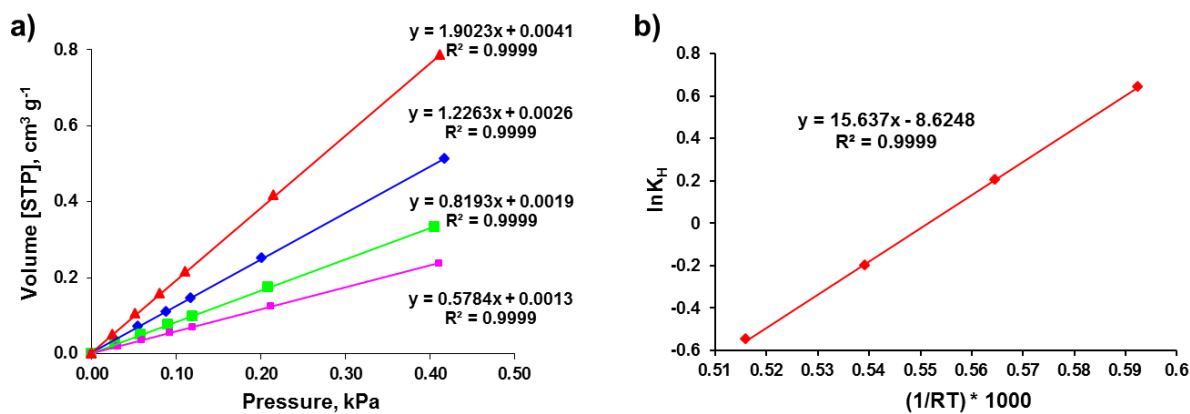 a)
y = 1.9023x + 0.0041
R² = 0.9999
y = 1.2263x + 0.0026
R² = 0.9999
y = 0.8193x + 0.0019
R² = 0.9999
y = 0.5784x + 0.0013
R² = 0.9999
Volume [STP], cm³ g⁻¹
0.8
0.6
0.4
0.2
0.0
0.00 0.10 0.20 0.30 0.40 0.50
Pressure, kPa
b)
y = 15.637x - 8.6248
R² = 0.9999
lnK_H
0.8
0.6
0.4
0.2
0
-0.2
-0.4
-0.6
0.51 0.52 0.53 0.54 0.55 0.56 0.57 0.58 0.59 0.6
(1/RT) * 1000